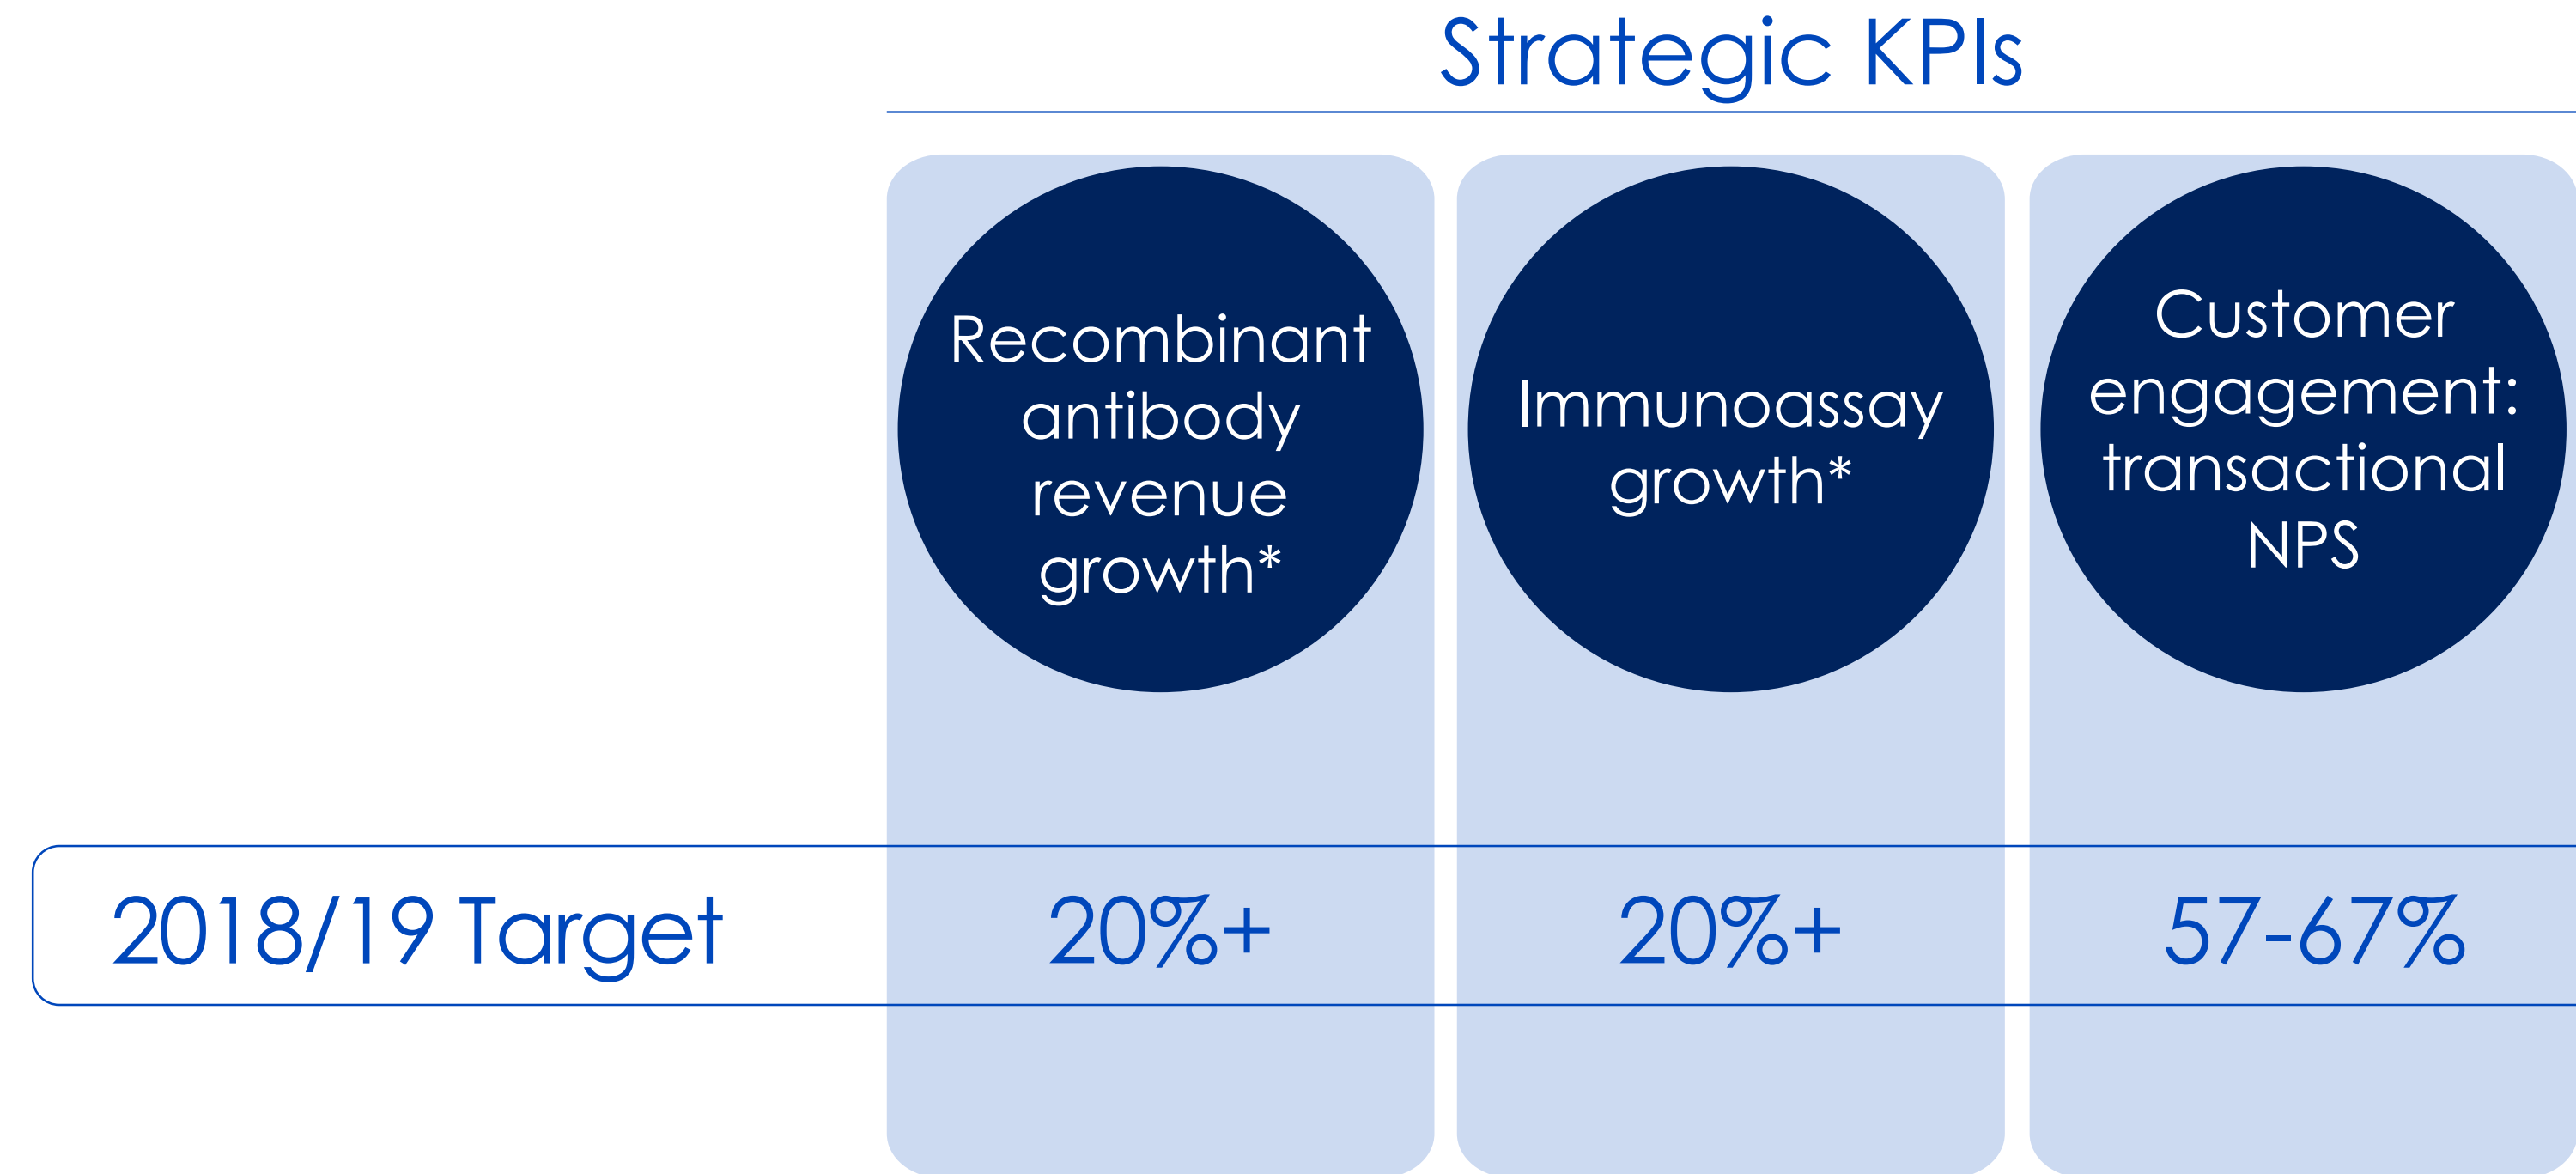 Strategic KPIs
Recombinant
antibody
revenue
growth*
Immunoassay
growth*
Customer
engagement:
transactional
NPS
2018/19 Target
20%+
20%+
57-67%